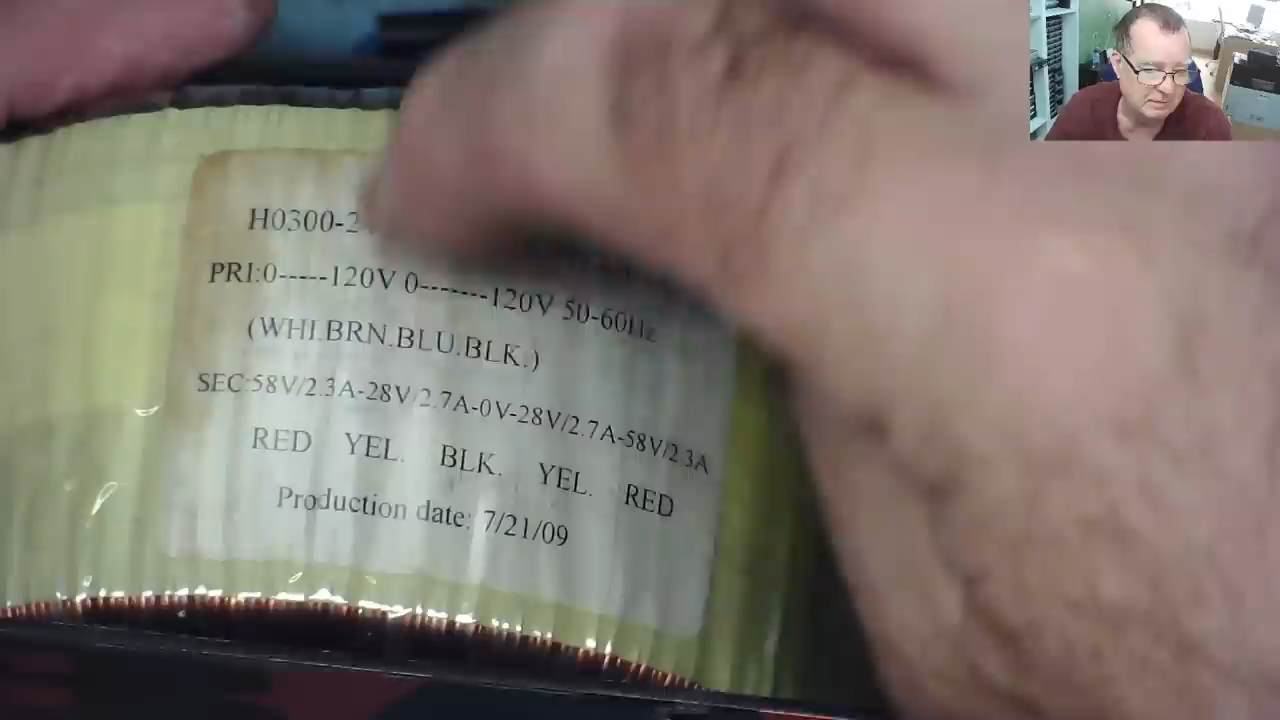 H0300-2
PRI:0-----120V 0-------120V 50-60Hz
(WHI.BRN.BLU.BLK.)
SEC:58V/2.3A-28V/2.7A-0V-28V/2.7A-58V/2.3A
RED YEL. BLK. YEL. RED
Production date: 7/21/09